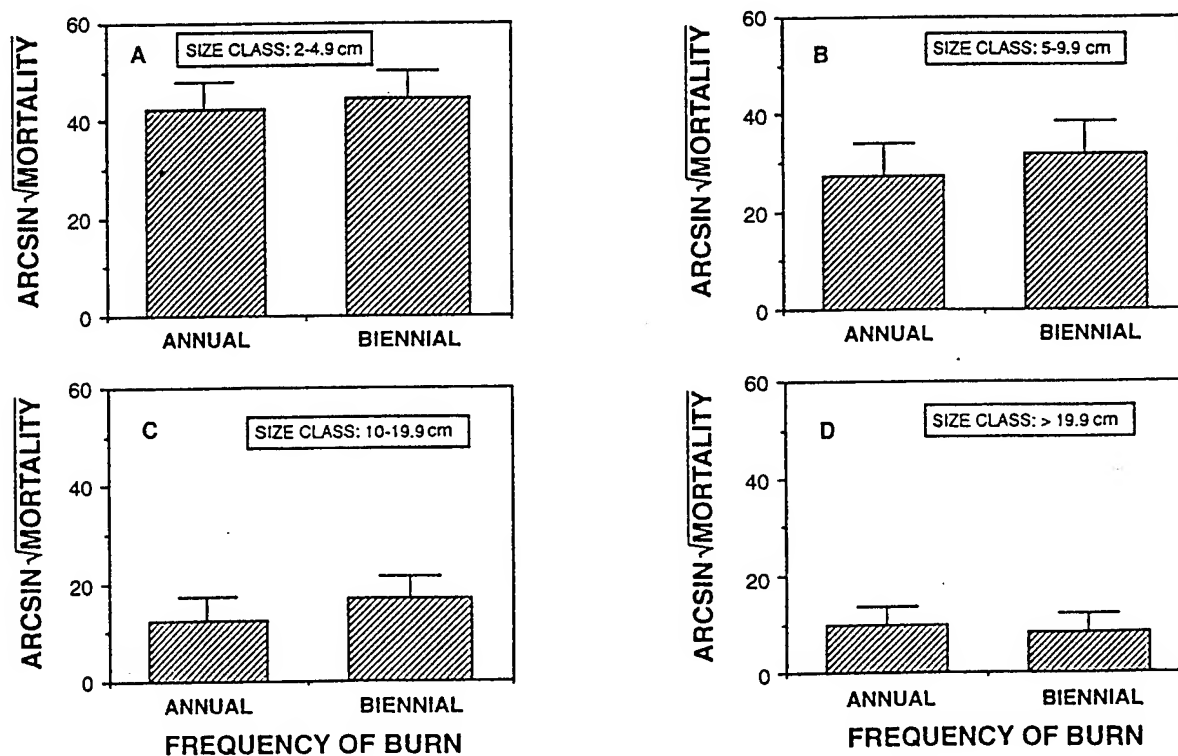 A
SIZE CLASS: 2-4.9 cm
ARCSIN √MORTALITY
60
40
20
0
ANNUAL BIENNIAL
B
SIZE CLASS: 5-9.9 cm
ARCSIN √MORTALITY
60
40
20
0
ANNUAL BIENNIAL
C
SIZE CLASS: 10-19.9 cm
ARCSIN √MORTALITY
60
40
20
0
ANNUAL BIENNIAL
FREQUENCY OF BURN
D
SIZE CLASS: > 19.9 cm
ARCSIN √MORTALITY
60
40
20
0
ANNUAL BIENNIAL
FREQUENCY OF BURN